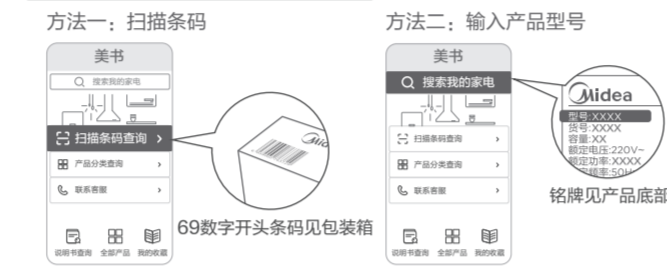 方法一：扫描条码
美书
搜索我的家电
扫描条码查询
产品分类查询
联系客服
说明书查询 全部产品 我的收藏
Mid
69数字开头条码见包装箱
方法二：输入产品型号
美书
搜索我的家电
扫描条码查询
产品分类查询
联系客服
说明书查询 全部产品 我的收藏
Midea
型号:XXXX
货号:XXXX
容量:XX
额定电压:220V~
额定功率:XXXX
定频率:50H
铭牌见产品底部